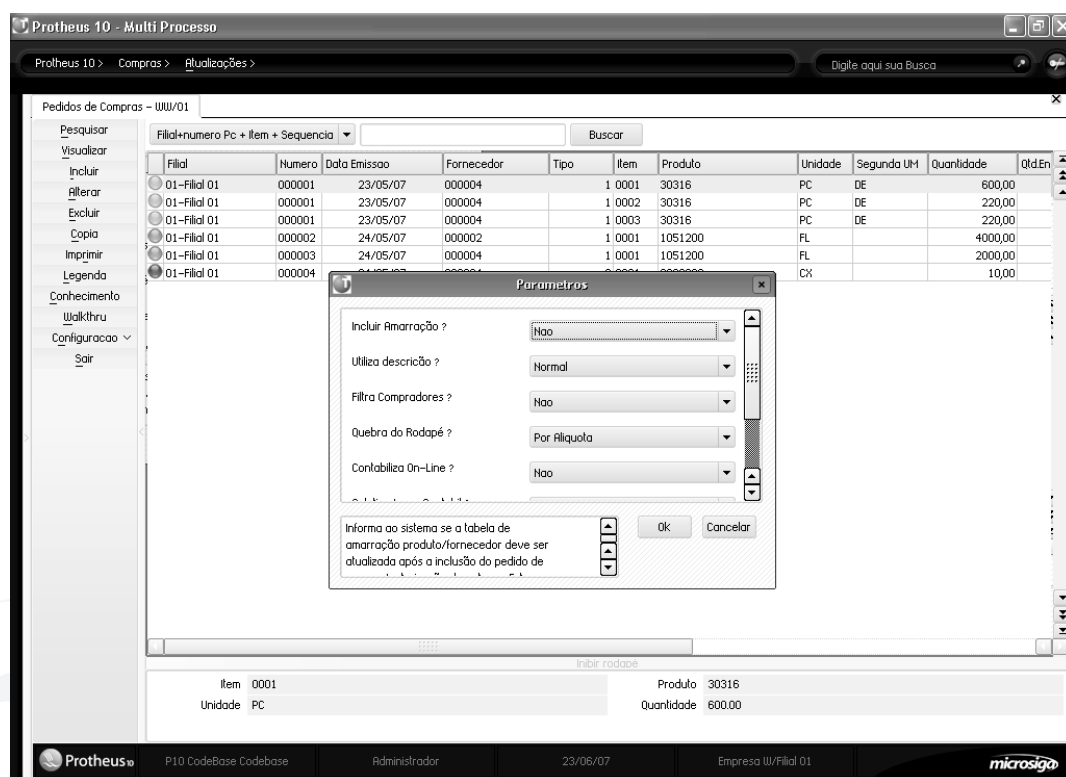 Protheus 10 - Multi Processo
Protheus 10 > Compras > Atualizações >
Digite aqui sua Busca
Pedidos de Compras - WW/01
Pesquisar
Visualizar
Incluir
Alterar
Excluir
Copia
Imprimir
Legenda
Conhecimento
Walkthru
Configuracao
Sair
Filial+numero Pc + Item + Sequencia
Buscar
Filial Numero Data Emissao Fornecedor Tipo Item Produto Unidade Segunda UM Quantidade Qtd.En
01-Filial 01 000001 23/05/07 000004 1 0001 30316 PC DE 600,00
01-Filial 01 000001 23/05/07 000004 1 0002 30316 PC DE 220,00
01-Filial 01 000001 23/05/07 000004 1 0003 30316 PC DE 220,00
01-Filial 01 000002 24/05/07 000002 1 0001 1051200 FL 4000,00
01-Filial 01 000003 24/05/07 000004 1 0001 1051200 FL 2000,00
01-Filial 01 000004 CX 10,00
Parametros
Incluir Amarração ? Nao
Utiliza descricão ? Normal
Filtra Compradores ? Nao
Quebra do Rodapé ? Por Aliquota
Contabiliza On-Line ? Nao
Informa ao sistema se a tabela de
amarração produto/fornecedor deve ser
atualizada após a inclusão do pedido de
Ok Cancelar
Inibir rodapé
Item 0001 Produto 30316
Unidade PC Quantidade 600.00
Protheus 10 P10 CodeBase Codebase Administrador 23/06/07 Empresa W/Filial 01 microsiga